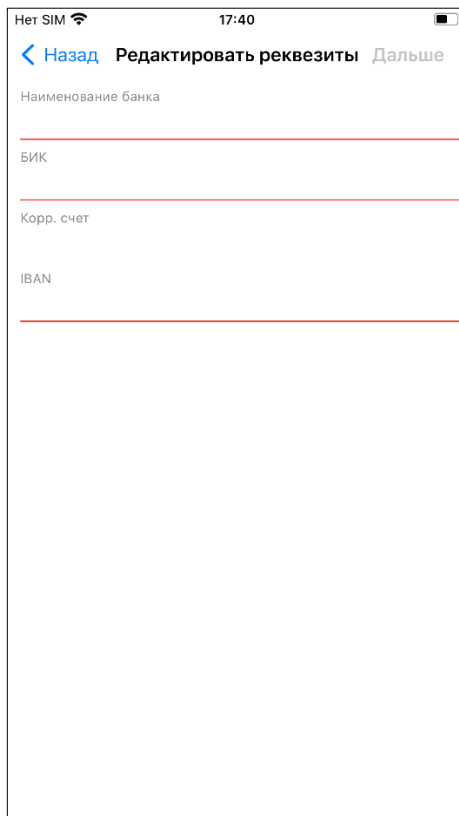 Нет SIM 17:40
Назад Редактировать реквезиты Дальше
Наименование банка
БИК
Корр. счет
IBAN